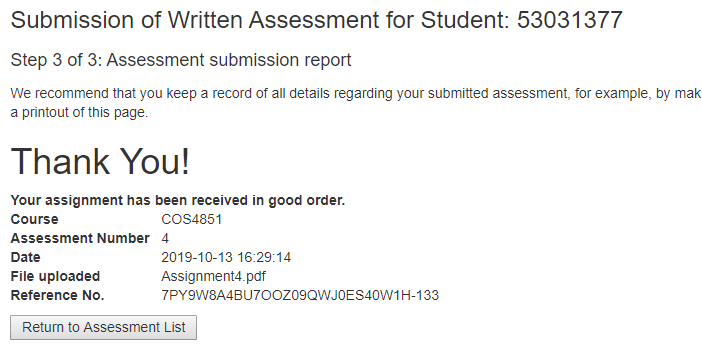 Submission of Written Assessment for Student: 53031377
Step 3 of 3: Assessment submission report
We recommend that you keep a record of all details regarding your submitted assessment, for example, by mak
a printout of this page.
Thank You!
Your assignment has been received in good order.
Course COS4851
Assessment Number 4
Date 2019-10-13 16:29:14
File uploaded Assignment4.pdf
Reference No. 7PY9W8A4BU7OOZ09QWJ0ES40W1H-133
Return to Assessment List